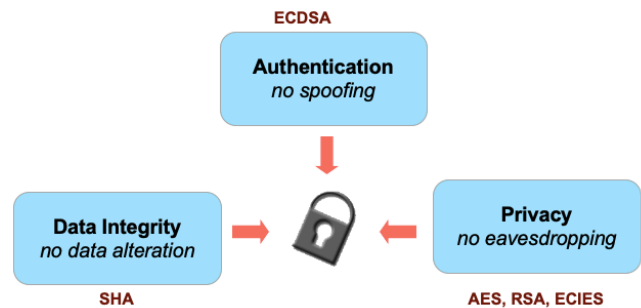 ECDSA
Authentication
no spoofing
Data Integrity
no data alteration
SHA
Privacy
no eavesdropping
AES, RSA, ECIES